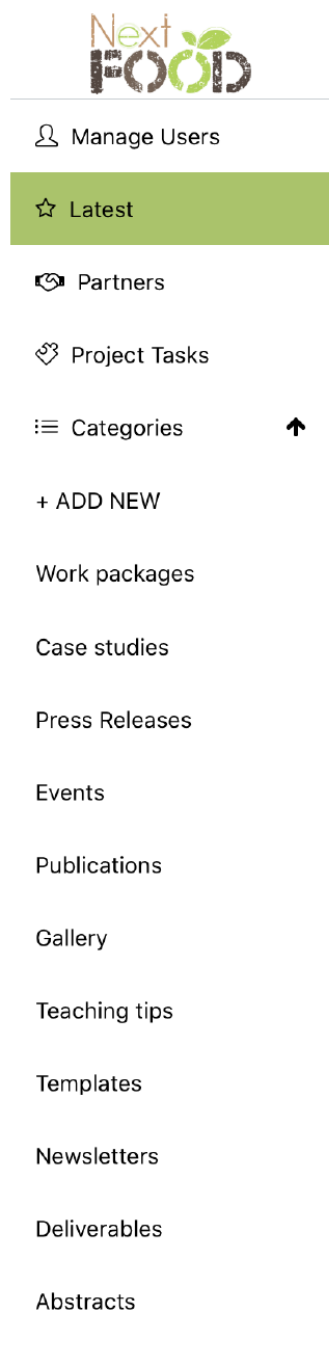 Next
FOOD
Manage Users
Latest
Partners
Project Tasks
Categories
+ ADD NEW
Work packages
Case studies
Press Releases
Events
Publications
Gallery
Teaching tips
Templates
Newsletters
Deliverables
Abstracts